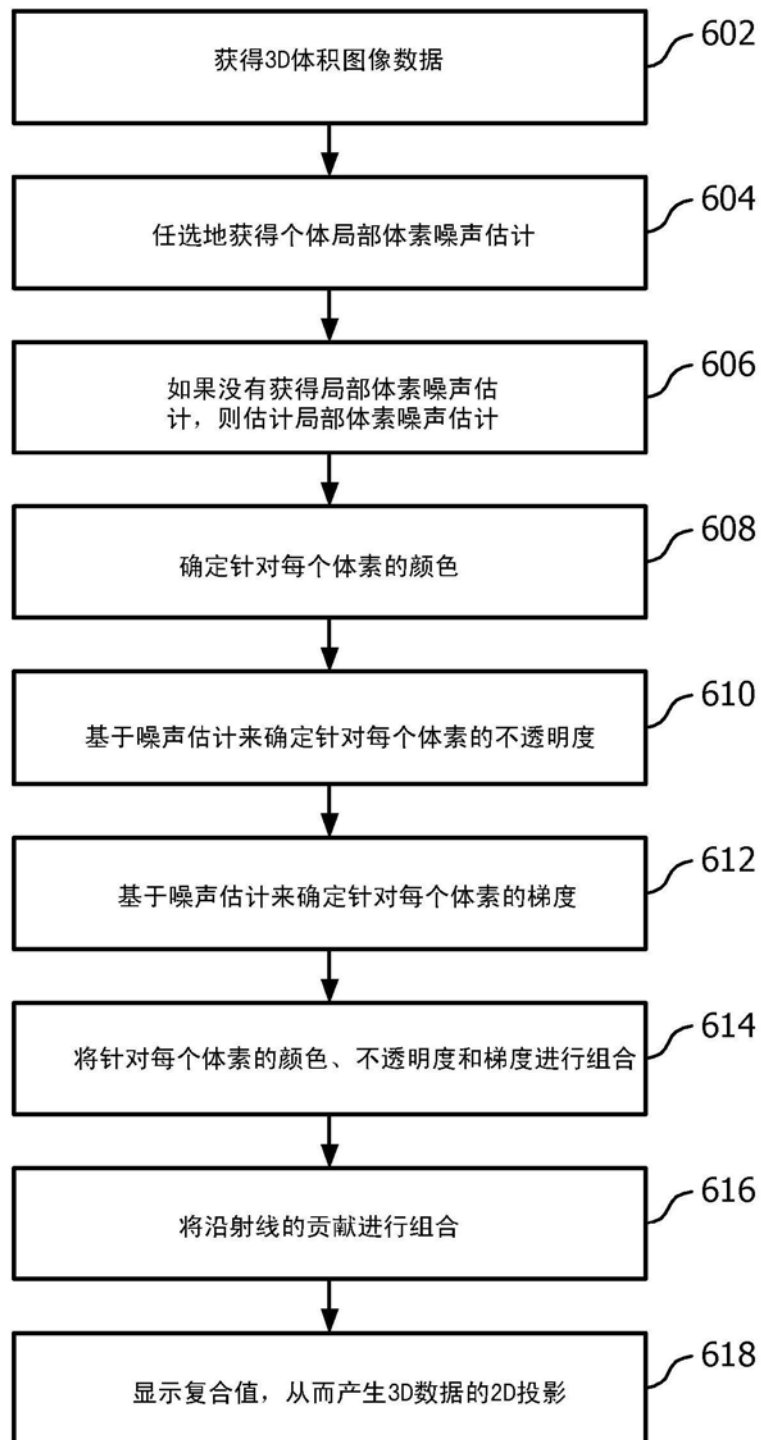 获得3D体积图像数据
602
任选地获得个体局部体素噪声估计
604
如果没有获得局部体素噪声估
计，则估计局部体素噪声估计
606
确定针对每个体素的颜色
608
基于噪声估计来确定针对每个体素的不透明度
610
基于噪声估计来确定针对每个体素的梯度
612
将针对每个体素的颜色、不透明度和梯度进行组合
614
将沿射线的贡献进行组合
616
显示复合值，从而产生3D数据的2D投影
618